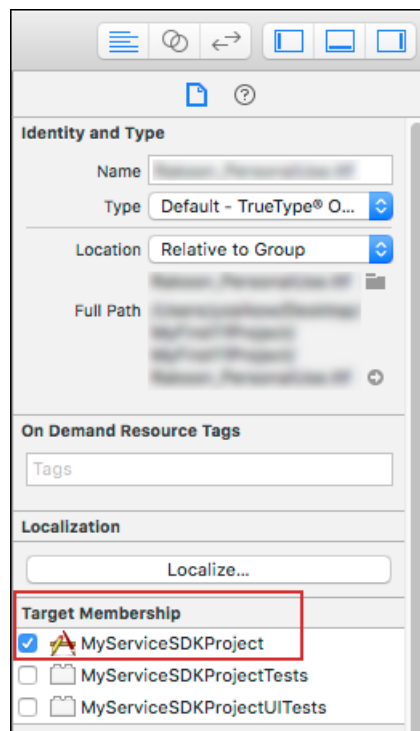 Identity and Type
Name
Type Default - TrueType® O...
Location Relative to Group
Full Path
On Demand Resource Tags
Tags
Localization
Localize...
Target Membership
MyServiceSDKProject
MyServiceSDKProjectTests
MyServiceSDKProjectUITests